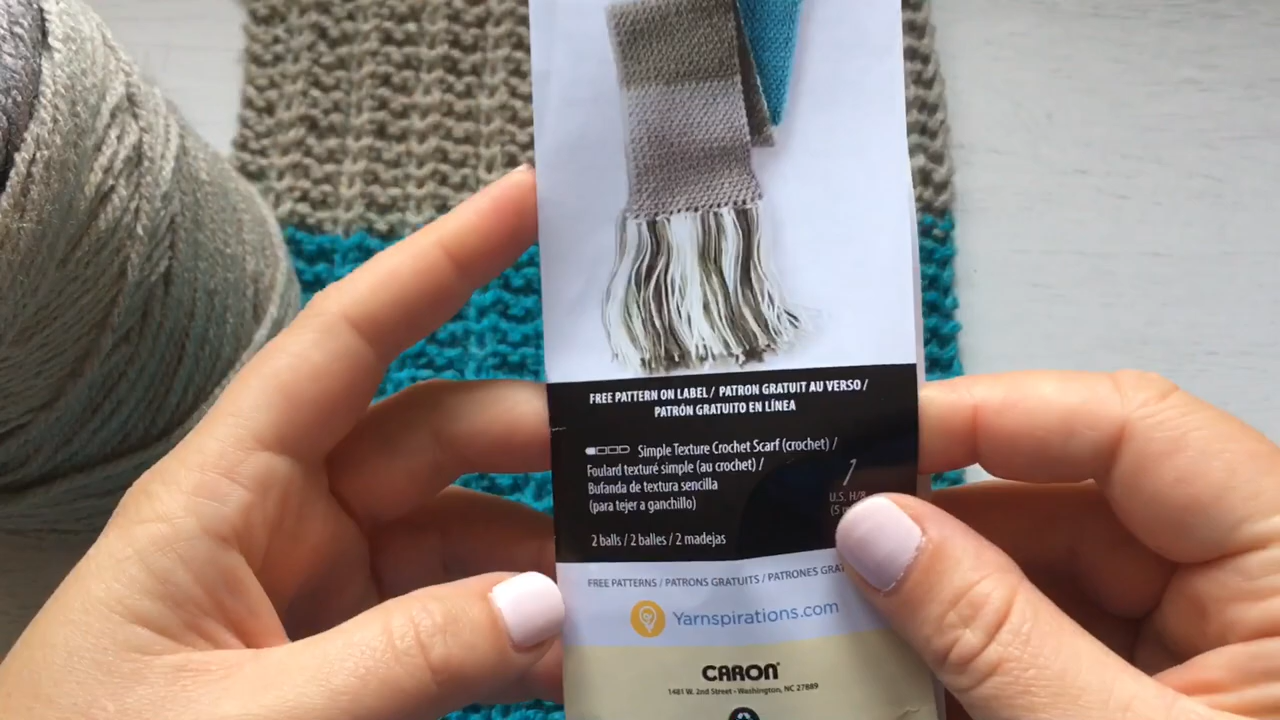 FREE PATTERN ON LABEL / PATRON GRATUIT AU VERSO /
PATRÓN GRATUITO EN LÍNEA
Simple Texture Crochet Scarf (crochet) /
Foulard texturé simple (au crochet) /
Bufanda de textura sencilla
(para tejer a ganchillo)
U.S. H/8
(5
2 balls / 2 balles / 2 madejas
FREE PATTERNS / PATRONS GRATUITS / PATRONES
Yarnspirations.com
CARON®
1481 W. 2nd Street - Washington, NC 27889